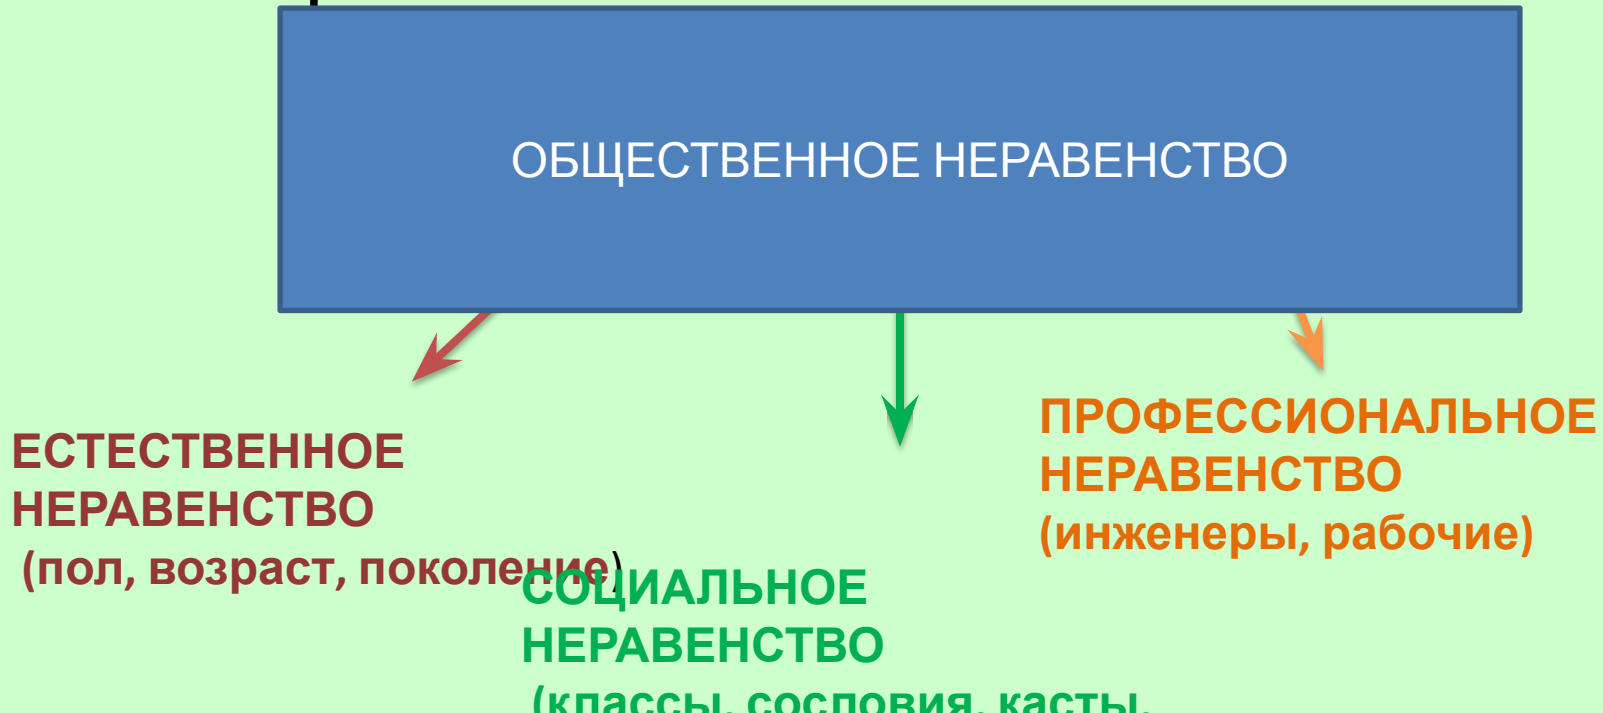 ОБЩЕСТВЕННОЕ НЕРАВЕНСТВО
ЕСТЕСТВЕННОЕ
НЕРАВЕНСТВО
(пол, возраст, поколение)
СОЦИАЛЬНОЕ
НЕРАВЕНСТВО
(классы, сословия, касты,
ПРОФЕССИОНАЛЬНОЕ
НЕРАВЕНСТВО
(инженеры, рабочие)